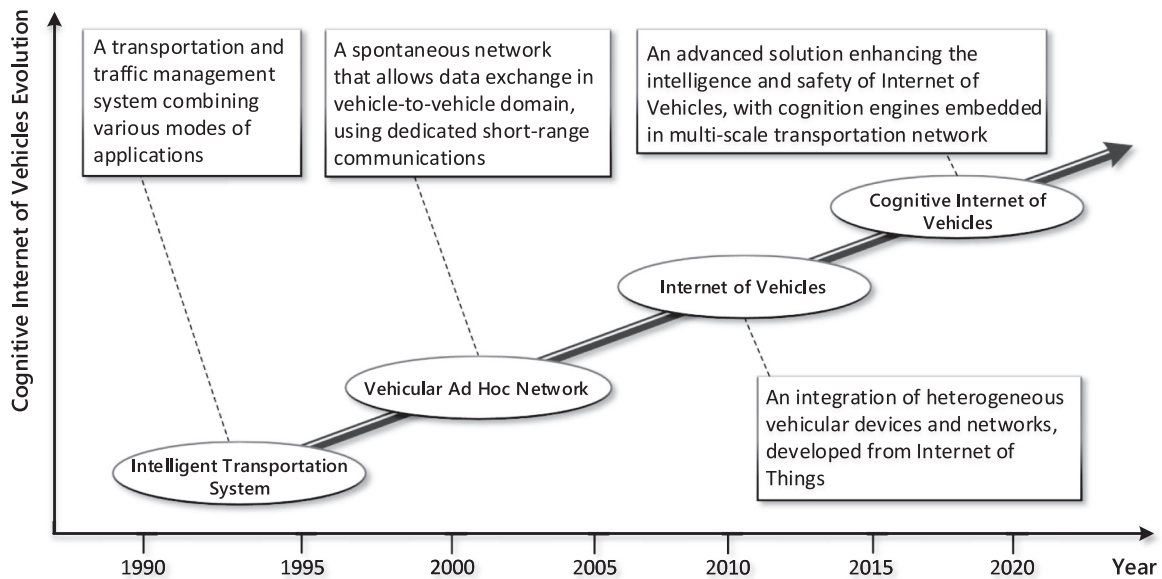 Cognitive Internet of Vehicles Evolution
A transportation and
traffic management
system combining
various modes of
applications
A spontaneous network
that allows data exchange in
vehicle-to-vehicle domain,
using dedicated short-range
communications
An advanced solution enhancing the
intelligence and safety of Internet of
Vehicles, with cognition engines embedded
in multi-scale transportation network
Cognitive Internet of
Vehicles
Internet of Vehicles
Vehicular Ad Hoc Network
An integration of heterogeneous
vehicular devices and networks,
developed from Internet of
Things
Intelligent Transportation
System
1990 1995 2000 2005 2010 2015 2020 Year